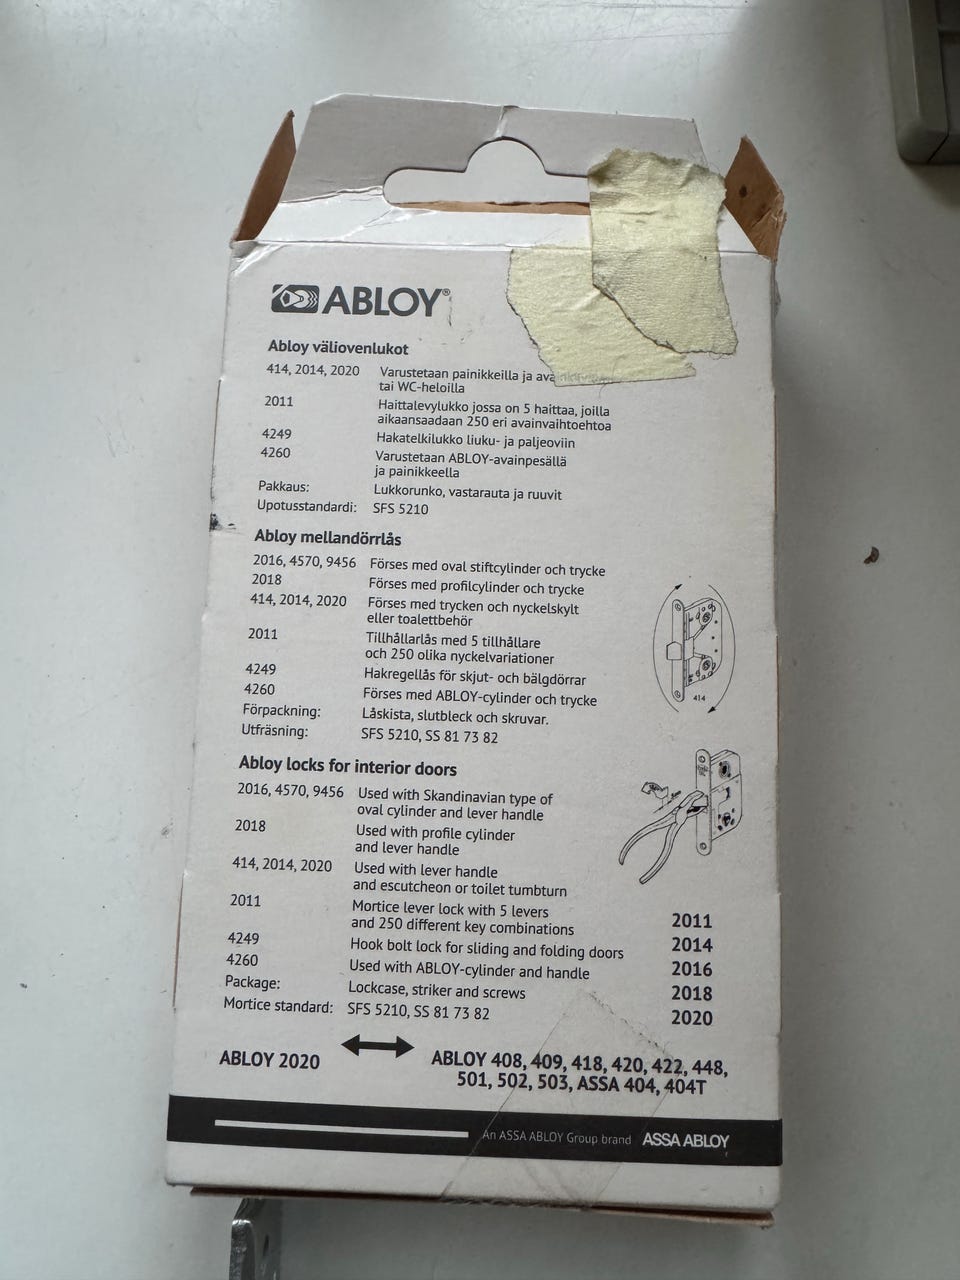 ABLOY®
Abloy väliovenlukot
414, 2014, 2020 Varustetaan painikkeilla ja
tai WC-heloilla
2011 Haittalevylukko jossa on 5 haittaa, joilla
aikaansaadaan 250 eri avainvaihtoehtoa
4249 Hakatelkilukko liuku- ja paljeoviin
4260 Varustetaan ABLOY-avainpesällä
ja painikkeella
Pakkaus: Lukkorunko, vastarauta ja ruuvit
Upotusstandardi: SFS 5210
Abloy mellandörrlås
2016, 4570, 9456 Förses med oval stiftcylinder och trycke
2018 Förses med profilcylinder och trycke
414, 2014, 2020 Förses med trycken och nyckelskylt
eller toalettbehör
2011 Tillhållarlås med 5 tillhållare
och 250 olika nyckelvariationer
4249 Hakregellås för skjut- och bälgdörrar
4260 Förses med ABLOY-cylinder och trycke
Förpackning: Låskista, slutbleck och skruvar.
Utfräsning: SFS 5210, SS 81 73 82
414
Abloy locks for interior doors
2016, 4570, 9456 Used with Skandinavian type of
oval cylinder and lever handle
2018 Used with profile cylinder
and lever handle
414, 2014, 2020 Used with lever handle
and escutcheon or toilet tumbturn
2011 Mortice lever lock with 5 levers
and 250 different key combinations
4249 Hook bolt lock for sliding and folding doors
4260 Used with ABLOY-cylinder and handle
Package: Lockcase, striker and screws
Mortice standard: SFS 5210, SS 81 73 82
2011
2014
2016
2018
2020
ABLOY 2020 ABLOY 408, 409, 418, 420, 422, 448,
501, 502, 503, ASSA 404, 404T
An ASSA ABLOY Group brand ASSA ABLOY